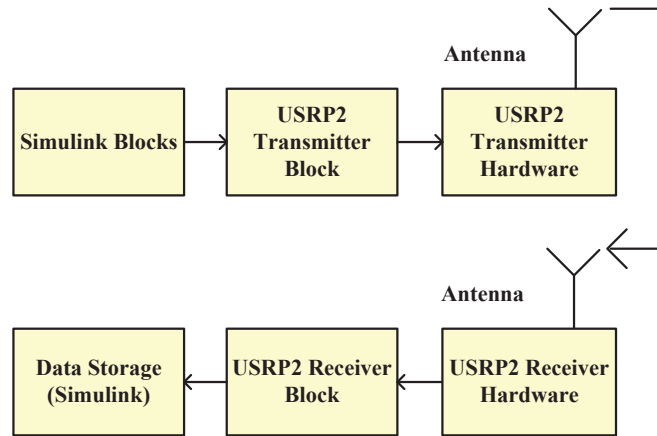 Antenna
Simulink Blocks
USRP2
Transmitter
Block
USRP2
Transmitter
Hardware
Antenna
Data Storage
(Simulink)
USRP2 Receiver
Block
USRP2 Receiver
Hardware